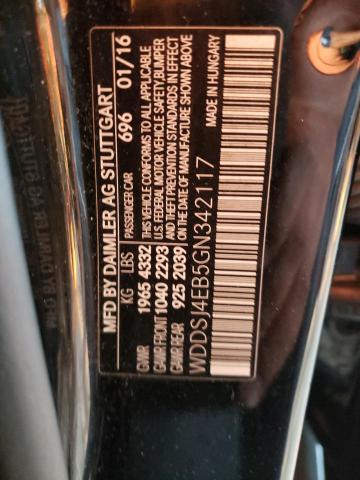 MFD BY DAIMLER AG STUTTGART
PASSENGER CAR 696 01/16
KG LBS
GVWR 1965 4332
GAWR FRONT 1040 2293
GAWR REAR 925 2039
THIS VEHICLE CONFORMS TO ALL APPLICABLE
U.S. FEDERAL MOTOR VEHICLE SAFETY, BUMPER
AND THEFT PREVENTION STANDARDS IN EFFECT
ON THE DATE OF MANUFACTURE SHOWN ABOVE
WDDSJ4EB5GN342117
MADE IN HUNGARY